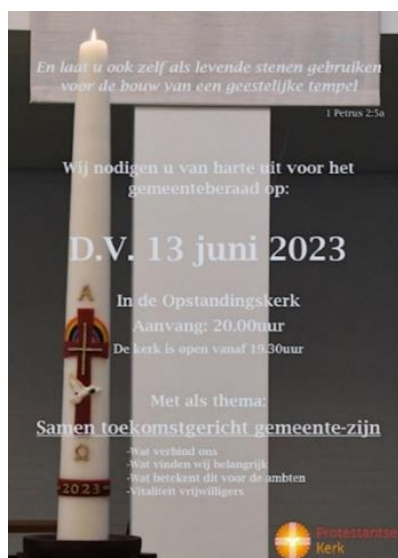 En laat u ook zelf als levende stenen gebruiken
voor de bouw van een geestelijke tempel
1 Petrus 2:5a
Wij nodigen u van harte uit voor het
gemeenteberaad op:
D.V. 13 juni 2023
In de Opstandingskerk
Aanvang: 20.00uur
De kerk is open vanaf 19.30uur
Met als thema:
Samen toekomstgericht gemeente-zijn
-Wat verbind ons
-Wat vinden wij belangrijk
-Wat betekent dit voor de ambten
-Vitaliteit vrijwilligers
Α
Ω
2023
Protestantse
Kerk